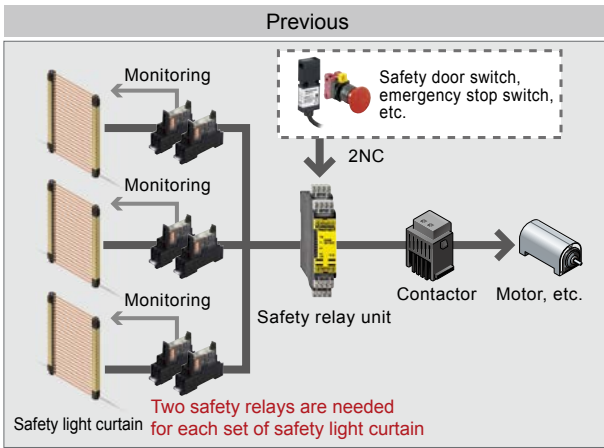 Previous
Monitoring
Safety door switch,
emergency stop switch,
etc.
2NC
Monitoring
Contactor
Motor, etc.
Monitoring
Safety relay unit
Safety light curtain
Two safety relays are needed
for each set of safety light curtain